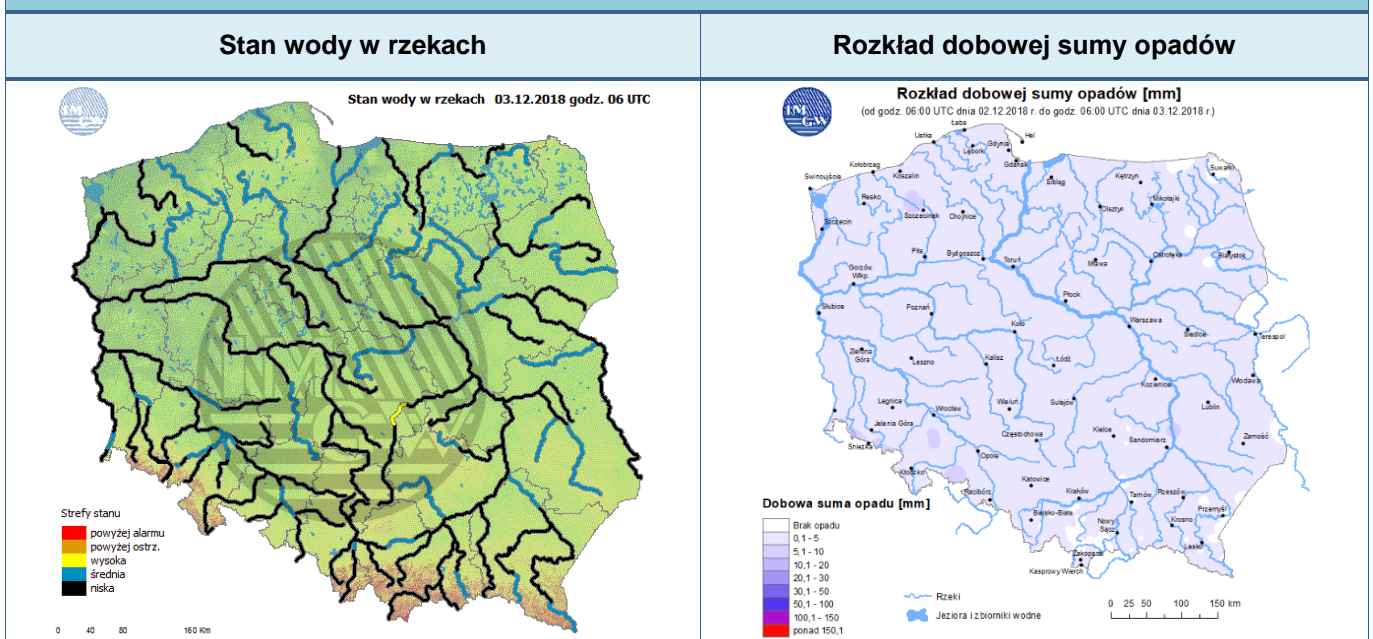 Stan wody w rzekach
Rozkład dobowej sumy opadów
Stan wody w rzekach 03.12.2018 godz. 06 UTC
Strefy stanu
powyżej alarmu
powyżej ostrz.
wysoka
średnia
niska
0 40 80 160 Km
IM
GW
Rozkład dobowej sumy opadów [mm]
(od godz. 06:00 UTC dnia 02.12.2018 r. do godz. 06:00 UTC dnia 03.12.2018 r.)
Łeba
Ustka
Hel
Lębork
Gdynia
Gdańsk
Kołobrzeg
Koszalin
Elbląg
Kętrzyn
Suwałki
Świnoujście
Resko
Szczecinek
Chojnice
Olsztyn
Mikołajki
Szczecin
Piła
Bydgoszcz
Toruń
Mława
Ostrołęka
Białystok
Gorzów
Wlkp.
Płock
Słubice
Poznań
Koło
Warszawa
Siedlce
Terespol
Zielona
Góra
Leszno
Kalisz
Łódź
Kozienice
Włodawa
Legnica
Wrocław
Wieluń
Sulejów
Lublin
Jelenia Góra
Śnieżka
Częstochowa
Kielce
Sandomierz
Zamość
Kłodzko
Opole
Katowice
Racibórz
Kraków
Tarnów
Rzeszów
Bielsko-Biała
Nowy
Sącz
Krosno
Przemyśl
Lesko
Zakopane
Kasprowy Wierch
Dobowa suma opadu [mm]
Brak opadu
0,1 - 5
5,1 - 10
10,1 - 20
20,1 - 30
30,1 - 50
50,1 - 100
100,1 - 150
ponad 150,1
Rzeki
Jeziora i zbiorniki wodne
0 25 50 100 150 km